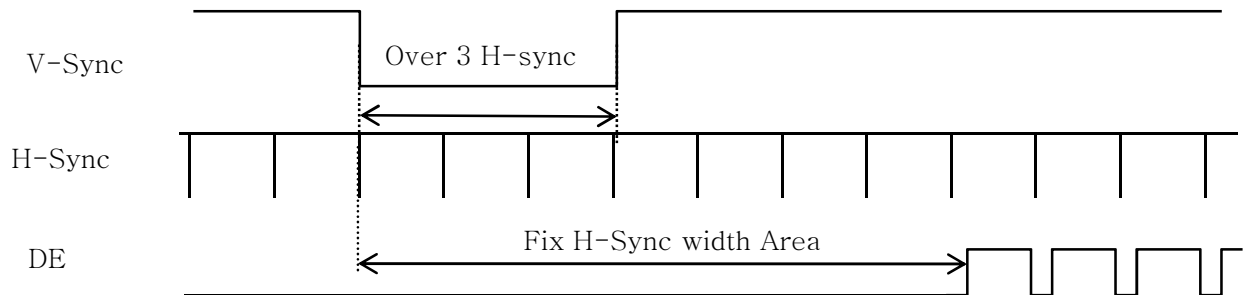 V-Sync
Over 3 H-sync
H-Sync
Fix H-Sync width Area
DE